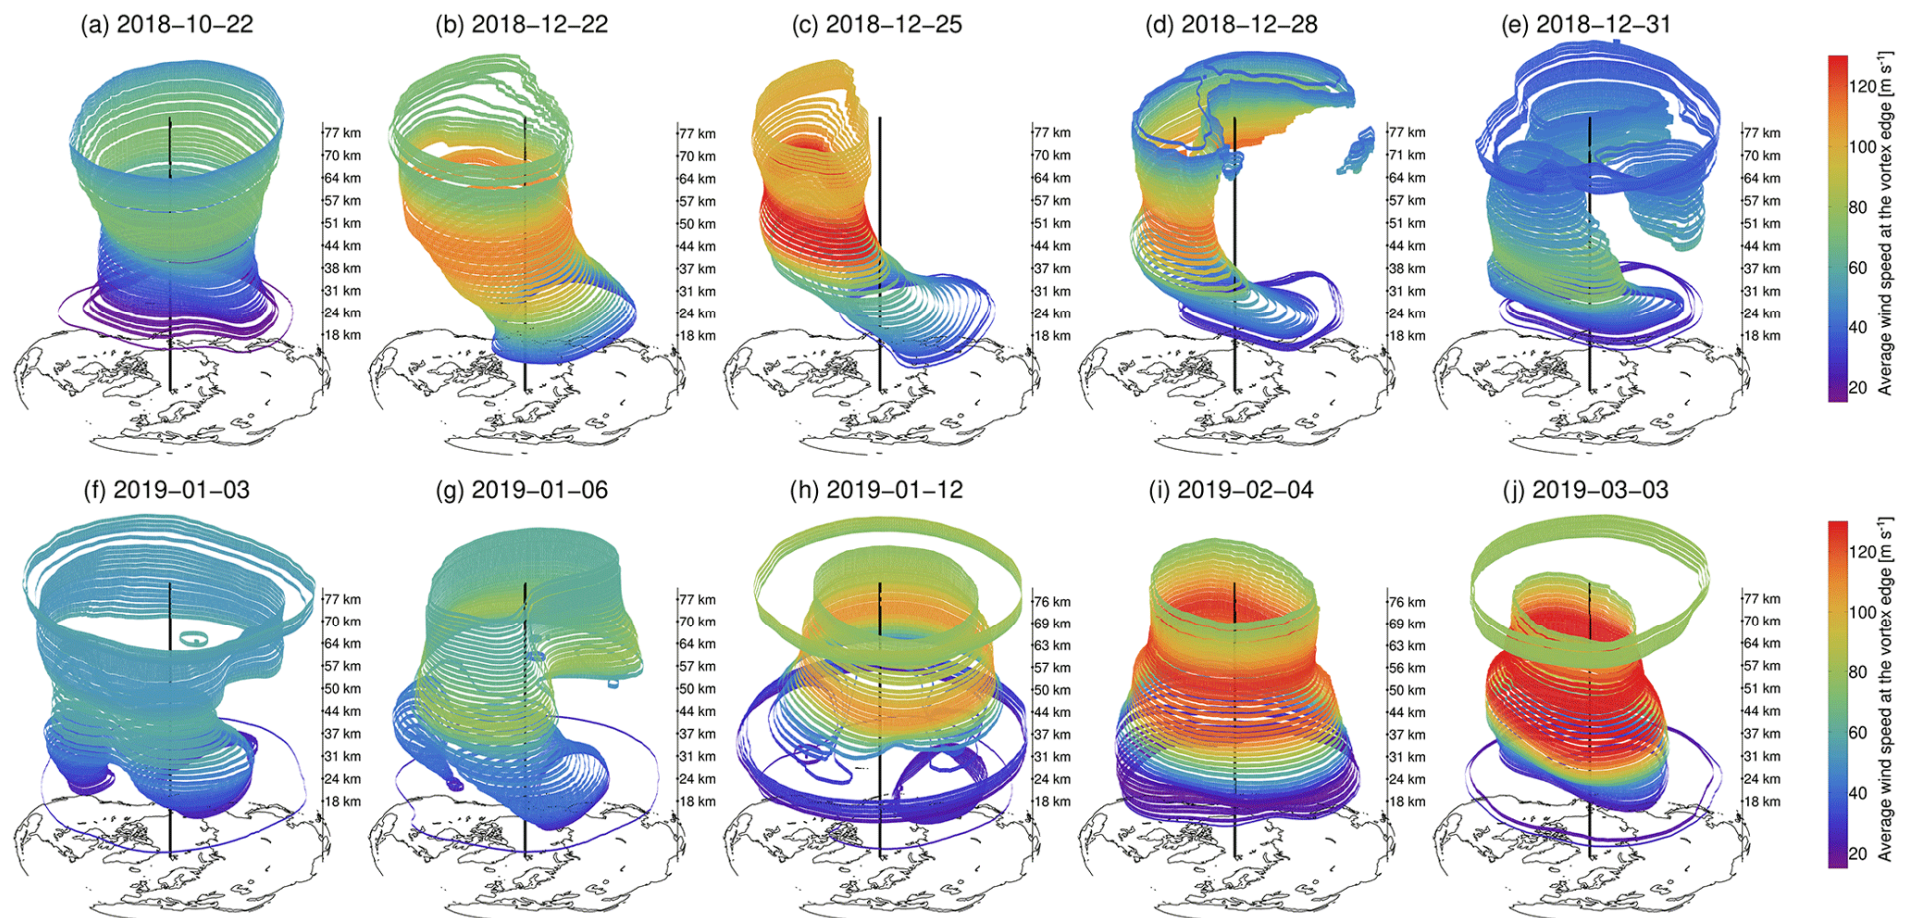 (a) 2018–10–22
(b) 2018–12–22
(c) 2018–12–25
(d) 2018–12–28
(e) 2018–12–31
77 km
70 km
64 km
57 km
51 km
44 km
38 km
31 km
24 km
18 km
77 km
70 km
64 km
57 km
51 km
44 km
37 km
31 km
24 km
18 km
77 km
70 km
64 km
57 km
51 km
44 km
37 km
31 km
24 km
18 km
77 km
71 km
64 km
57 km
51 km
44 km
37 km
31 km
24 km
18 km
77 km
70 km
64 km
57 km
51 km
44 km
37 km
31 km
24 km
18 km
120
100
80
60
40
20
Average wind speed at the vortex edge [m s⁻¹]
(f) 2019–01–03
(g) 2019–01–06
(h) 2019–01–12
(i) 2019–02–04
(j) 2019–03–03
77 km
70 km
64 km
57 km
50 km
44 km
37 km
31 km
24 km
18 km
77 km
70 km
64 km
57 km
50 km
44 km
37 km
31 km
24 km
18 km
76 km
69 km
63 km
57 km
50 km
44 km
37 km
31 km
24 km
18 km
76 km
69 km
63 km
56 km
50 km
44 km
37 km
31 km
24 km
18 km
77 km
70 km
64 km
57 km
51 km
44 km
37 km
31 km
24 km
18 km
120
100
80
60
40
20
Average wind speed at the vortex edge [m s⁻¹]